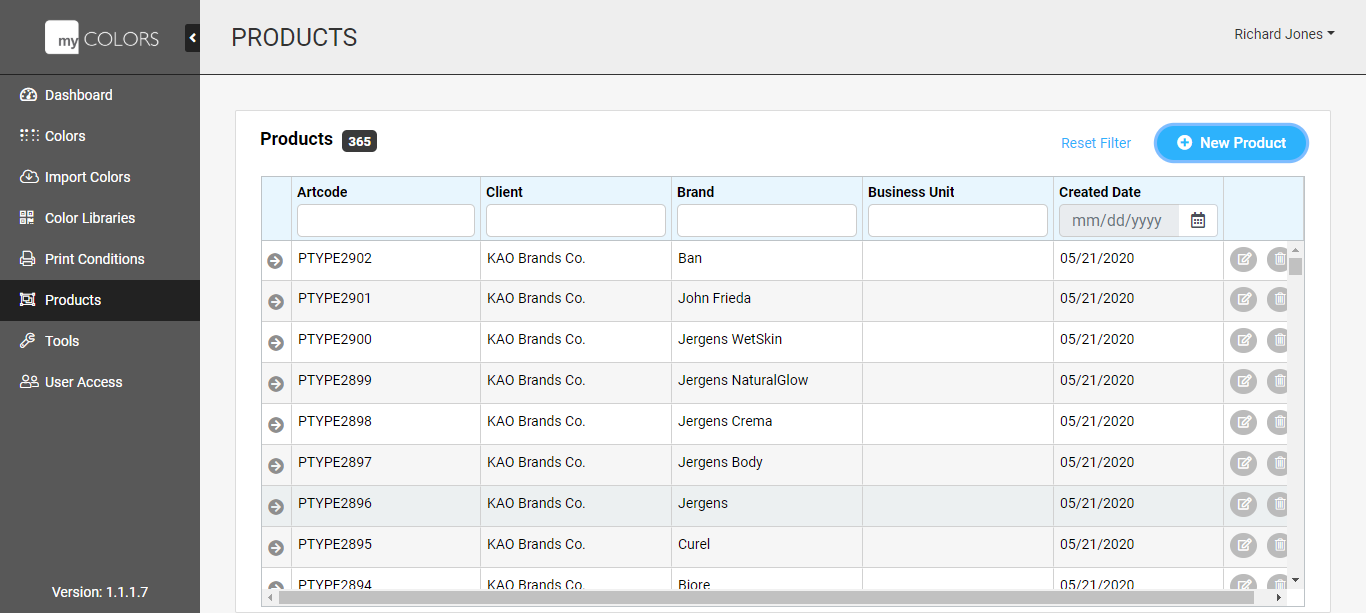 my COLORS
PRODUCTS
Richard Jones
Dashboard
Colors
Import Colors
Color Libraries
Print Conditions
Products
Tools
User Access
Version: 1.1.1.7
Products 365
Reset Filter
New Product
Artcode Client Brand Business Unit Created Date
mm/dd/yyyy
PTYPE2902 KAO Brands Co. Ban 05/21/2020
PTYPE2901 KAO Brands Co. John Frieda 05/21/2020
PTYPE2900 KAO Brands Co. Jergens WetSkin 05/21/2020
PTYPE2899 KAO Brands Co. Jergens NaturalGlow 05/21/2020
PTYPE2898 KAO Brands Co. Jergens Crema 05/21/2020
PTYPE2897 KAO Brands Co. Jergens Body 05/21/2020
PTYPE2896 KAO Brands Co. Jergens 05/21/2020
PTYPE2895 KAO Brands Co. Curel 05/21/2020
PTYPE2894 KAO Brands Co. Biore 05/21/2020